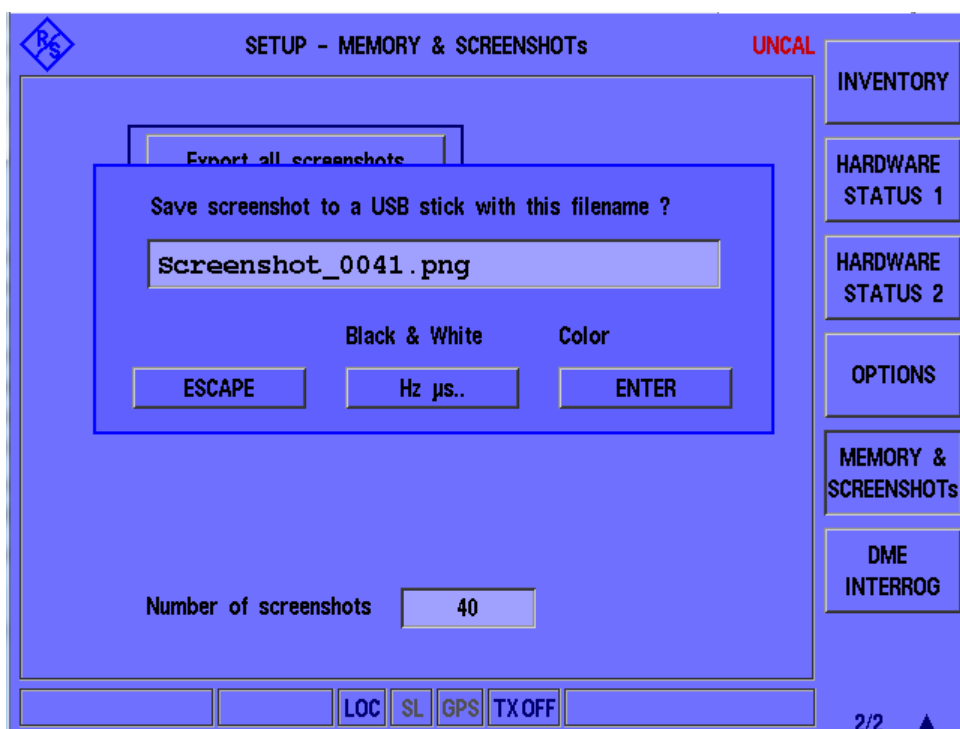 R&S
SETUP - MEMORY & SCREENSHOTs
UNCAL
Export all screenshots
Save screenshot to a USB stick with this filename ?
Screenshot_0041.png
Black & White
Color
ESCAPE
Hz µs..
ENTER
Number of screenshots
40
LOC
SL
GPS
TX OFF
INVENTORY
HARDWARE
STATUS 1
HARDWARE
STATUS 2
OPTIONS
MEMORY &
SCREENSHOTs
DME
INTERROG
2/2